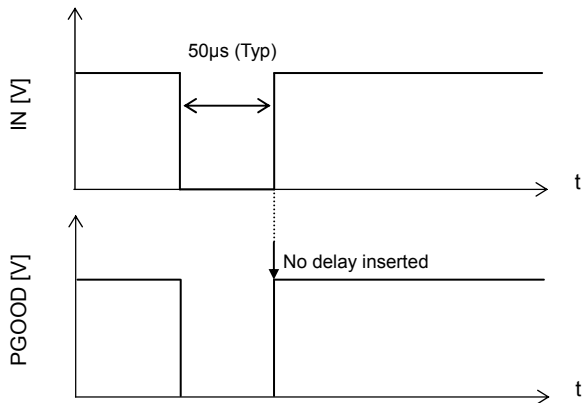 50µs (Typ)
IN [V]
t
No delay inserted
PGOOD [V]
t